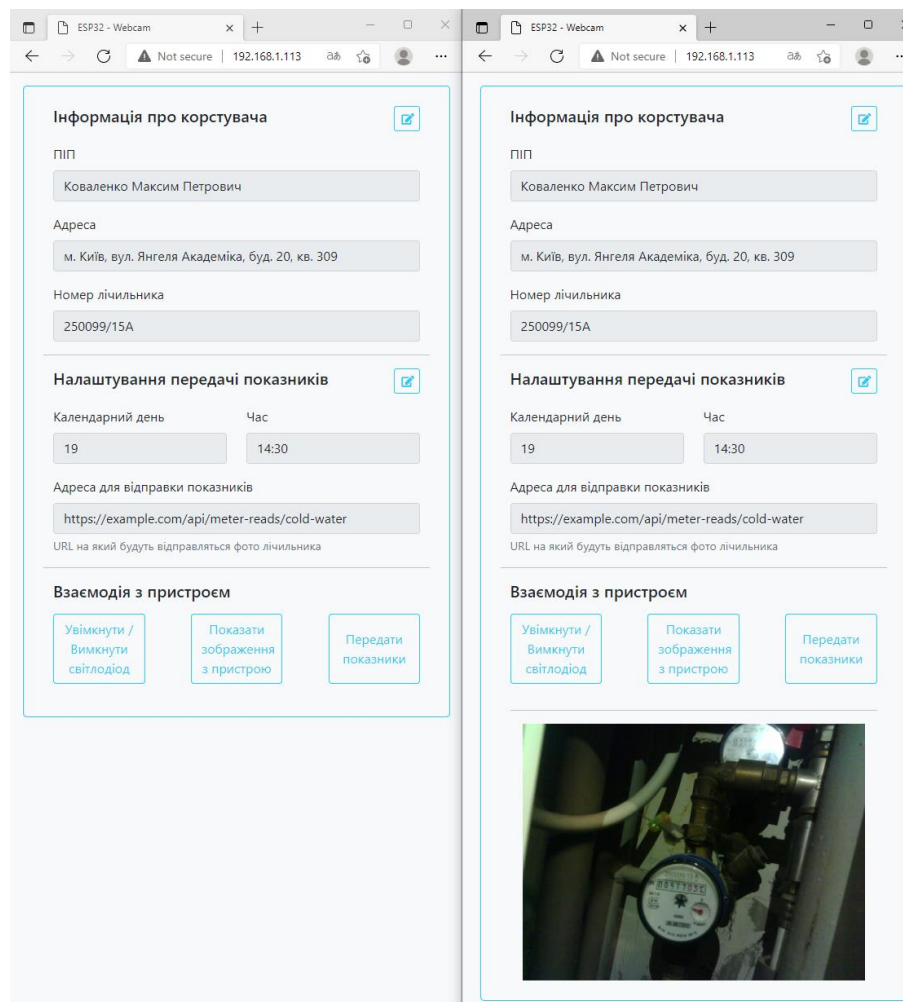 ESP32 - Webcam
Not secure | 192.168.1.113
Інформація про корстувача
ПІП
Коваленко Максим Петрович
Адреса
м. Київ, вул. Янгеля Академіка, буд. 20, кв. 309
Номер лічильника
250099/15А
Налаштування передачі показників
Календарний день Час
19 14:30
Адреса для відправки показників
https://example.com/api/meter-reads/cold-water
URL на який будуть відправляться фото лічильника
Взаємодія з пристроєм
Увімкнути /
Вимкнути
світлодіод
Показати
зображення
з пристрою
Передати
показники
ESP32 - Webcam
Not secure | 192.168.1.113
Інформація про корстувача
ПІП
Коваленко Максим Петрович
Адреса
м. Київ, вул. Янгеля Академіка, буд. 20, кв. 309
Номер лічильника
250099/15А
Налаштування передачі показників
Календарний день Час
19 14:30
Адреса для відправки показників
https://example.com/api/meter-reads/cold-water
URL на який будуть відправляться фото лічильника
Взаємодія з пристроєм
Увімкнути /
Вимкнути
світлодіод
Показати
зображення
з пристрою
Передати
показники